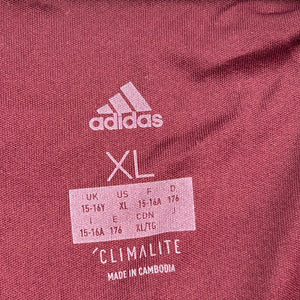 adidas
XL
UK US F D
15-16Y XL 15-16A 176
I E CDN J
15-16A 176 XL/TG
CLIMALITE
MADE IN CAMBODIA